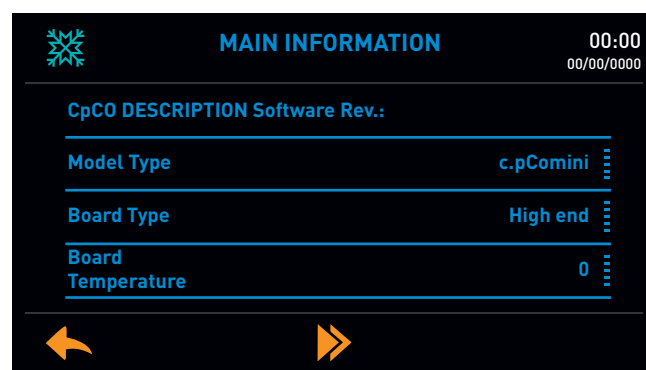 MAIN INFORMATION
00:00
00/00/0000
CpCO DESCRIPTION Software Rev.:
Model Type c.pComini
Board Type High end
Board
Temperature 0